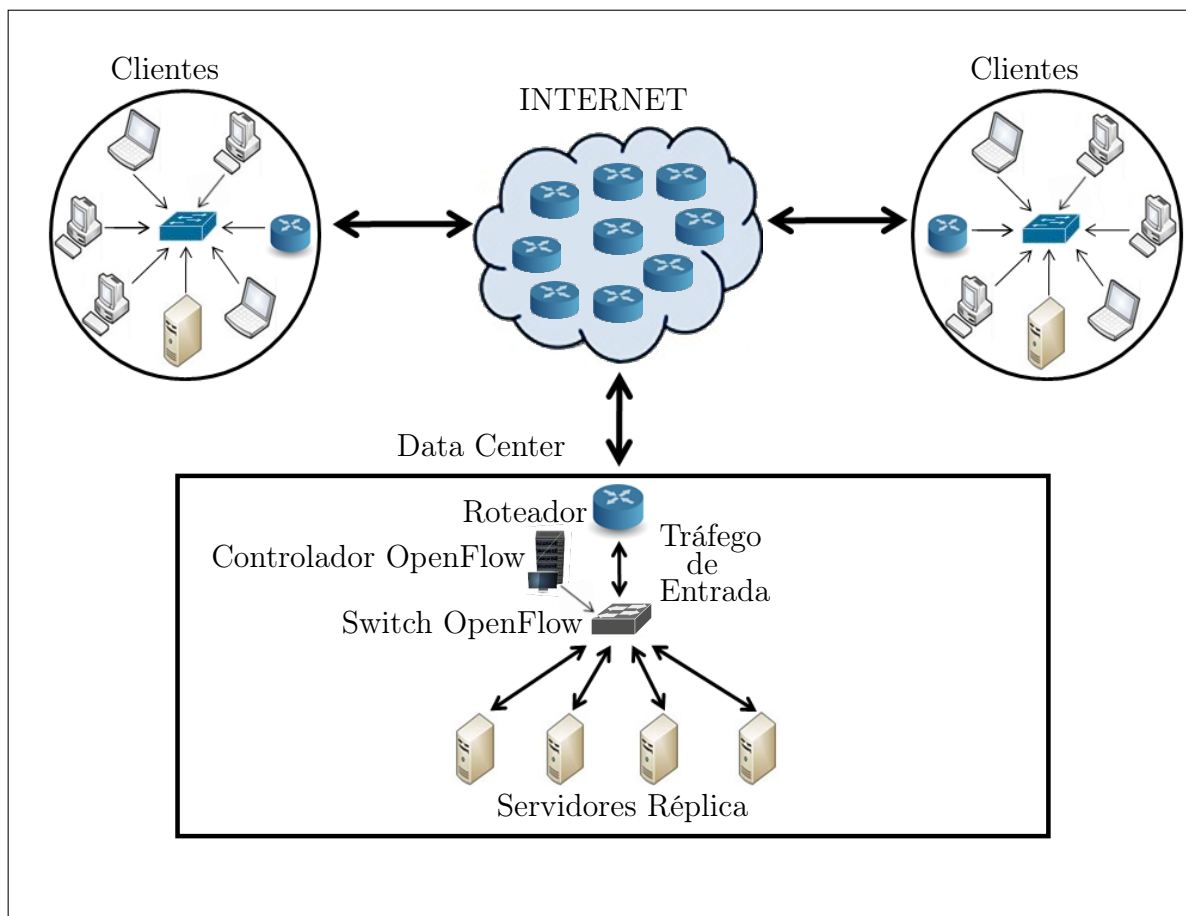 Clientes
Clientes
INTERNET
Data Center
Roteador
Controlador OpenFlow
Tráfego
de
Entrada
Switch OpenFlow
Servidores Réplica